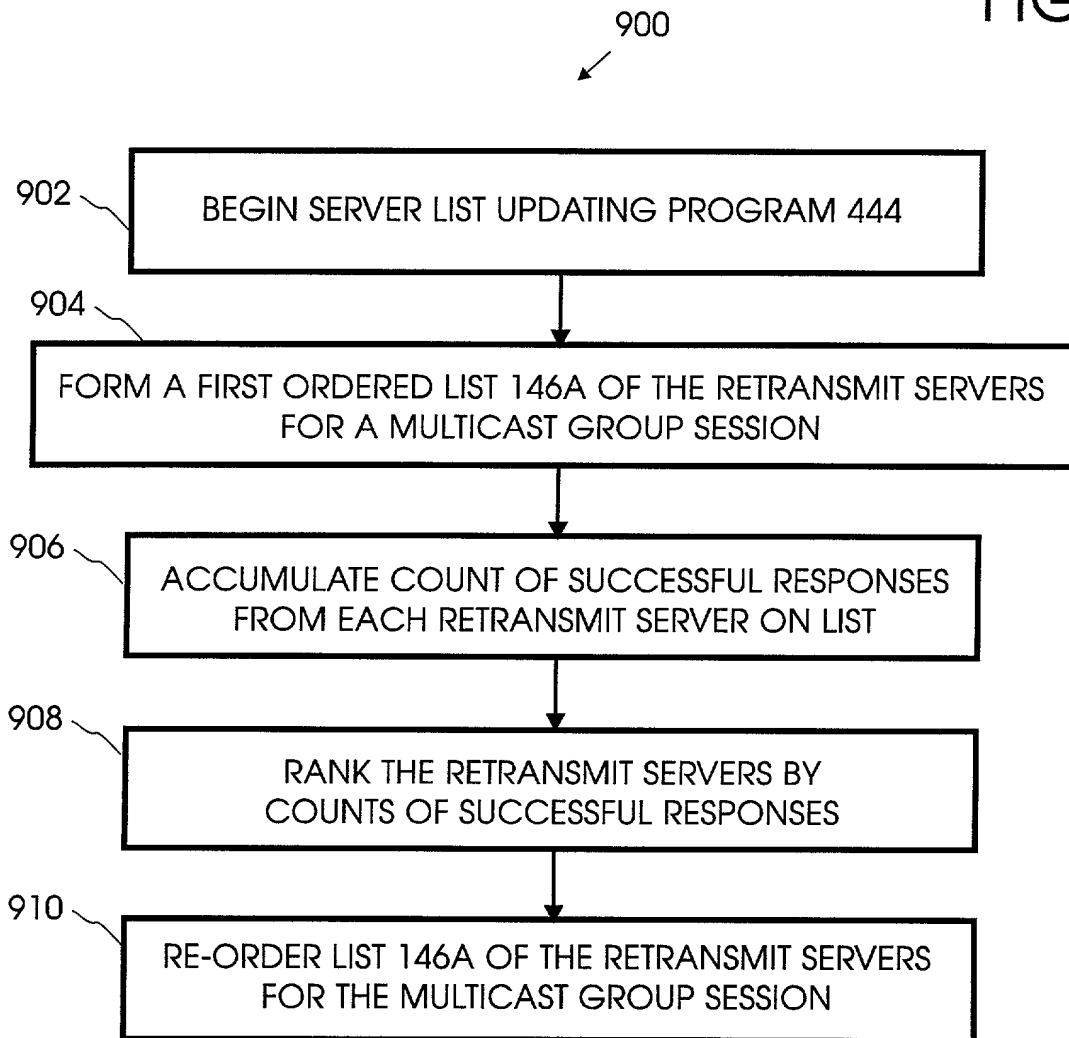 900
902
BEGIN SERVER LIST UPDATING PROGRAM 444
904
FORM A FIRST ORDERED LIST 146A OF THE RETRANSMIT SERVERS
FOR A MULTICAST GROUP SESSION
906
ACCUMULATE COUNT OF SUCCESSFUL RESPONSES
FROM EACH RETRANSMIT SERVER ON LIST
908
RANK THE RETRANSMIT SERVERS BY
COUNTS OF SUCCESSFUL RESPONSES
910
RE-ORDER LIST 146A OF THE RETRANSMIT SERVERS
FOR THE MULTICAST GROUP SESSION